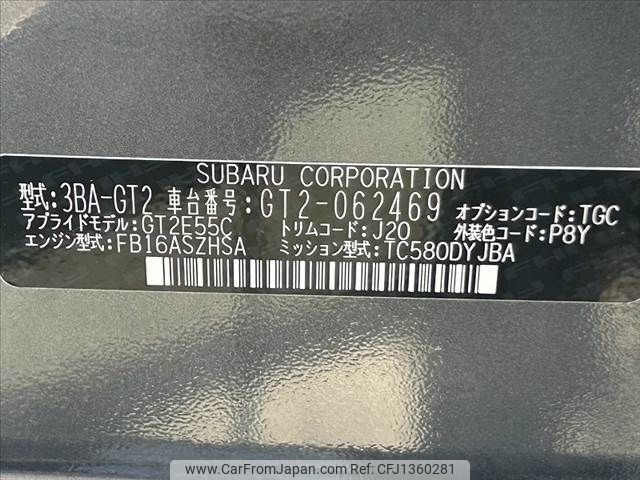 SUBARU CORPORATION
型式:3BA-GT2 車台番号:GT2-062469 オプションコード:TGC
アプライドモデル:GT2E55C トリムコード:J20 外装色コード:P8Y
エンジン型式:FB16ASZHSA ミッション型式:TC580DYJBA
© CarFromJapan.com - Ref No CFJ1360281